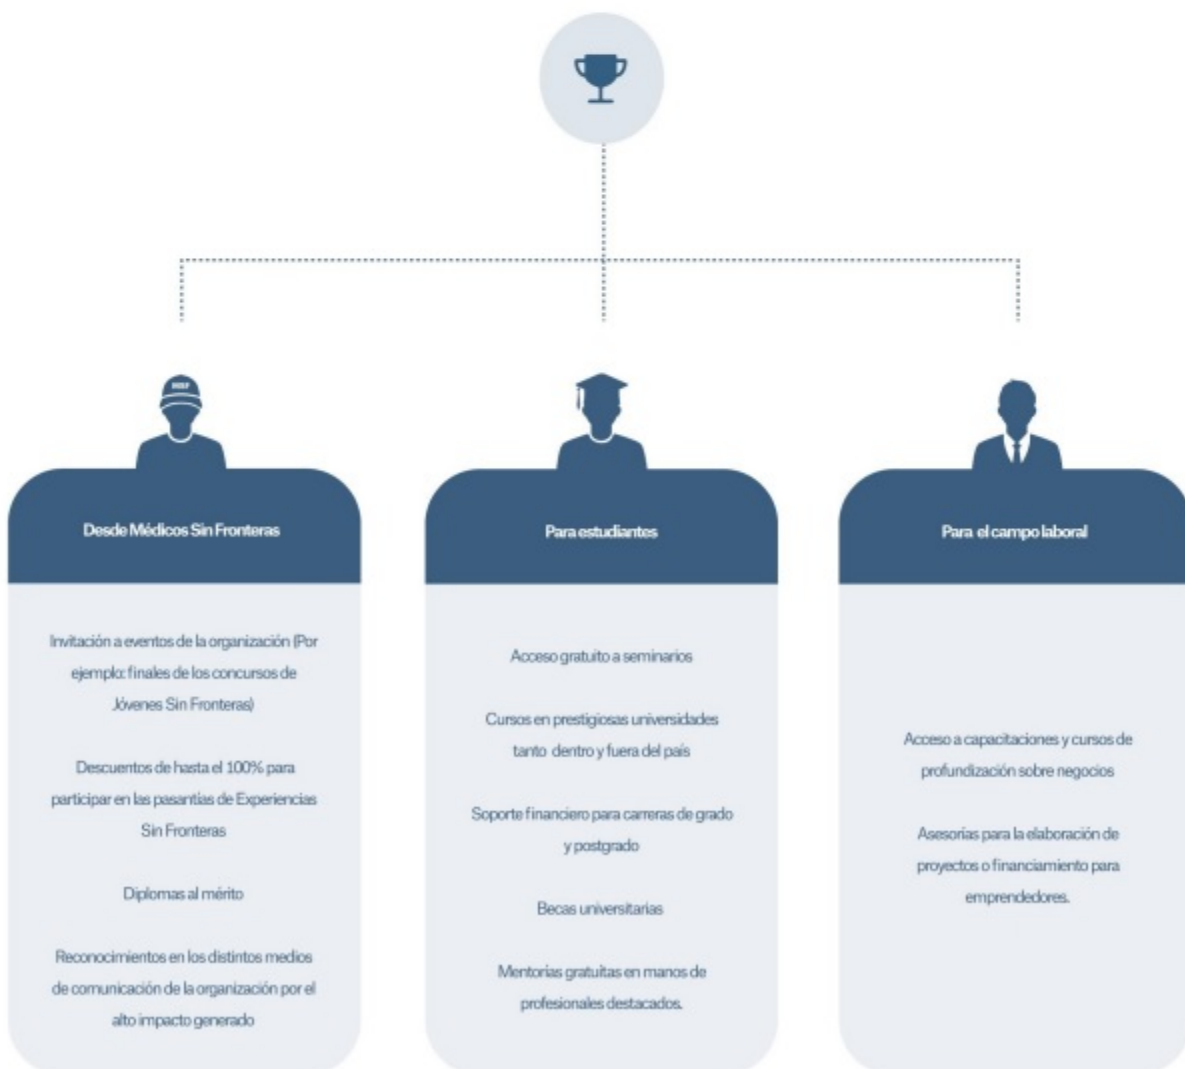 MSF
Desde Médicos Sin Fronteras
Invitación a eventos de la organización (Por
ejemplo: finales de los concursos de
Jóvenes Sin Fronteras)
Descuentos de hasta el 100% para
participar en las pasantías de Experiencias
Sin Fronteras
Diplomas al mérito
Reconocimientos en los distintos medios
de comunicación de la organización por el
alto impacto generado
Para estudiantes
Acceso gratuito a seminarios
Cursos en prestigiosas universidades
tanto dentro y fuera del país
Soporte financiero para carreras de grado
y postgrado
Becas universitarias
Mentorias gratuitas en manos de
profesionales destacados.
Para el campo laboral
Acceso a capacitaciones y cursos de
profundización sobre negocios
Asesorías para la elaboración de
proyectos o financiamiento para
emprendedores.